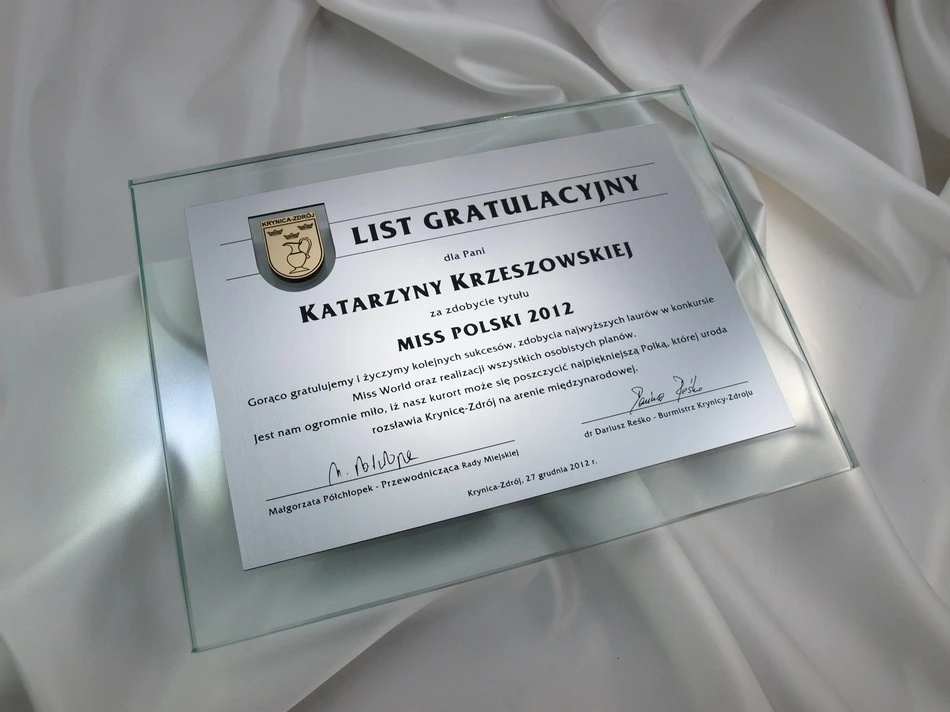 KRYNICA-ZDRÓJ
LIST GRATULACYJNY
dla Pani
KATARZYNY KRZESZOWSKIEJ
za zdobycie tytułu
MISS POLSKI 2012
Gorąco gratulujemy i życzymy kolejnych sukcesów, zdobycia najwyższych laurów w konkursie
Miss World oraz realizacji wszystkich osobistych planów.
Jest nam ogromnie miło, iż nasz kurort może się poszczycić najpiękniejszą Polką, której uroda
rozsławia Krynicę-Zdrój na arenie międzynarodowej.
Małgorzata Półchłopek - Przewodnicząca Rady Miejskiej
dr Dariusz Reśko - Burmistrz Krynicy-Zdroju
Krynica-Zdrój, 27 grudnia 2012 r.